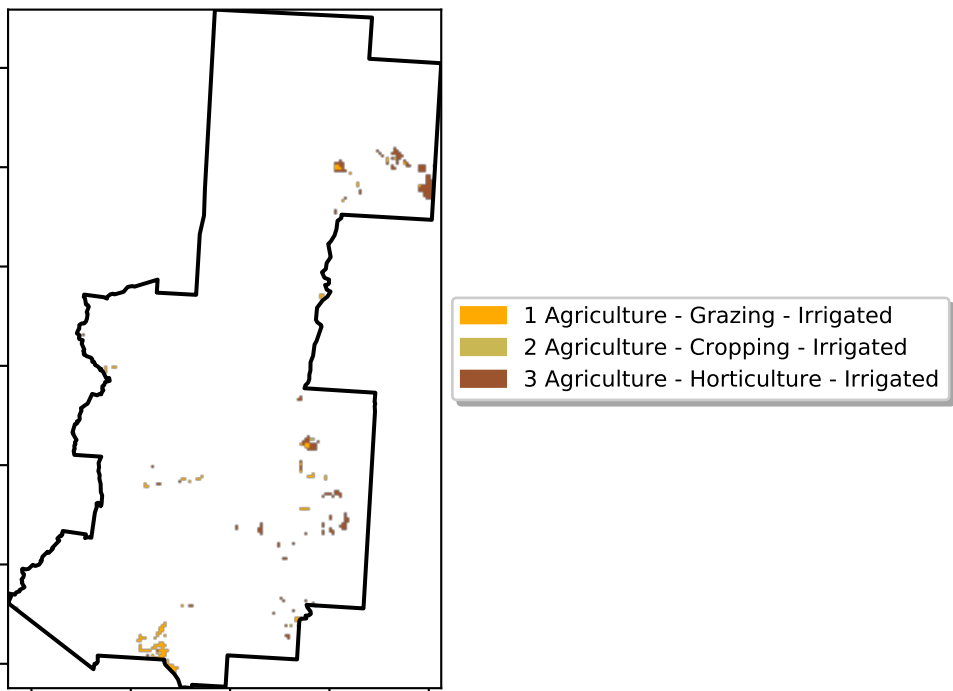 1 Agriculture - Grazing - Irrigated
2 Agriculture - Cropping - Irrigated
3 Agriculture - Horticulture - Irrigated